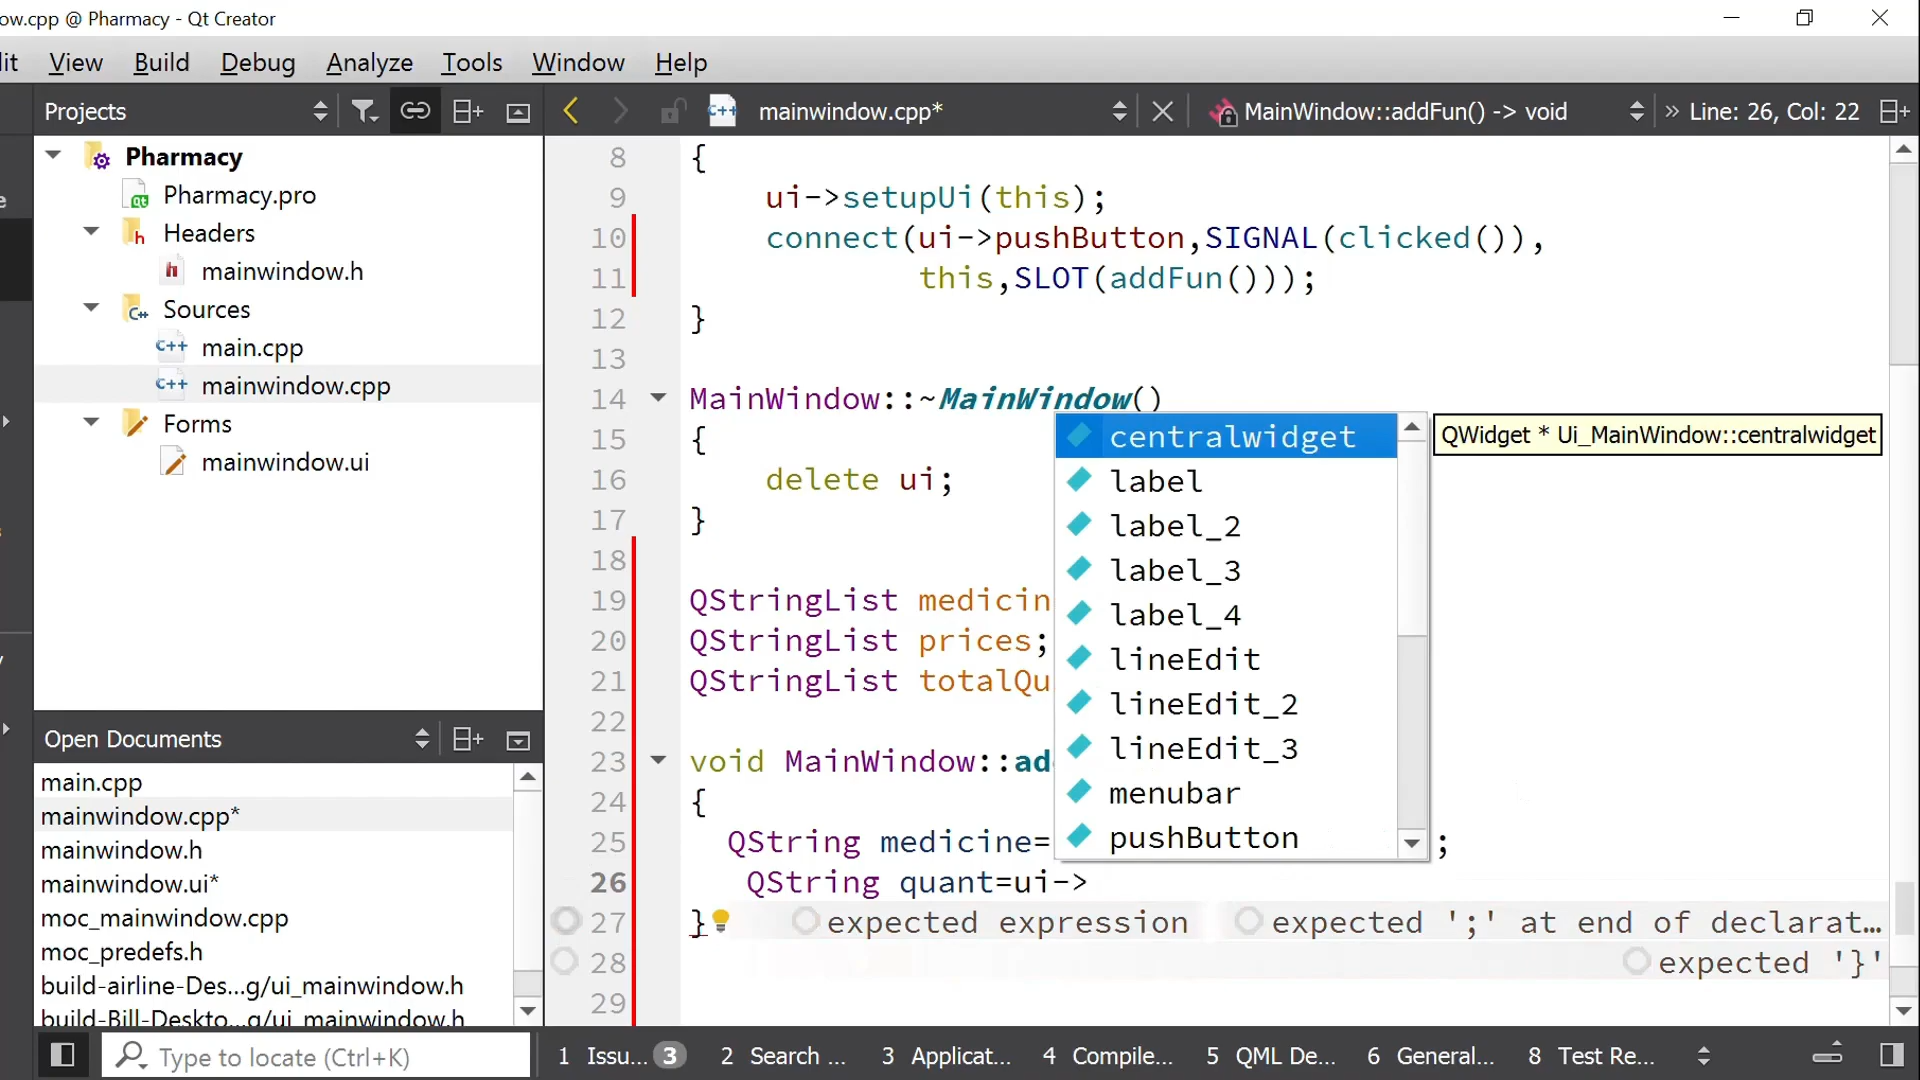 ow.cpp @ Pharmacy - Qt Creator
it View Build Debug Analyze Tools Window Help
Projects
mainwindow.cpp*
MainWindow::addFun() -> void
» Line: 26, Col: 22
Pharmacy
Pharmacy.pro
Headers
mainwindow.h
Sources
main.cpp
mainwindow.cpp
Forms
mainwindow.ui
Open Documents
main.cpp
mainwindow.cpp*
mainwindow.h
mainwindow.ui*
moc_mainwindow.cpp
moc_predefs.h
build-airline-Des...g/ui_mainwindow.h
build-Bill-Deskto...g/ui_mainwindow.h
8 {
9 ui->setupUi(this);
10 connect(ui->pushButton,SIGNAL(clicked()),
11 this,SLOT(addFun()));
12 }
13
14 MainWindow::~MainWindow()
15 {
16 delete ui;
17 }
18
19 QStringList medicin
20 QStringList prices;
21 QStringList totalQu
22
23 void MainWindow::ad
24 {
25 QString medicine= ;
26 QString quant=ui->
27 } expected expression expected ';' at end of declarat…
28 expected '}'
29
centralwidget
label
label_2
label_3
label_4
lineEdit
lineEdit_2
lineEdit_3
menubar
pushButton
QWidget * Ui_MainWindow::centralwidget
Type to locate (Ctrl+K)
1 Issu... 3 2 Search ... 3 Applicat... 4 Compile... 5 QML De... 6 General... 8 Test Re...